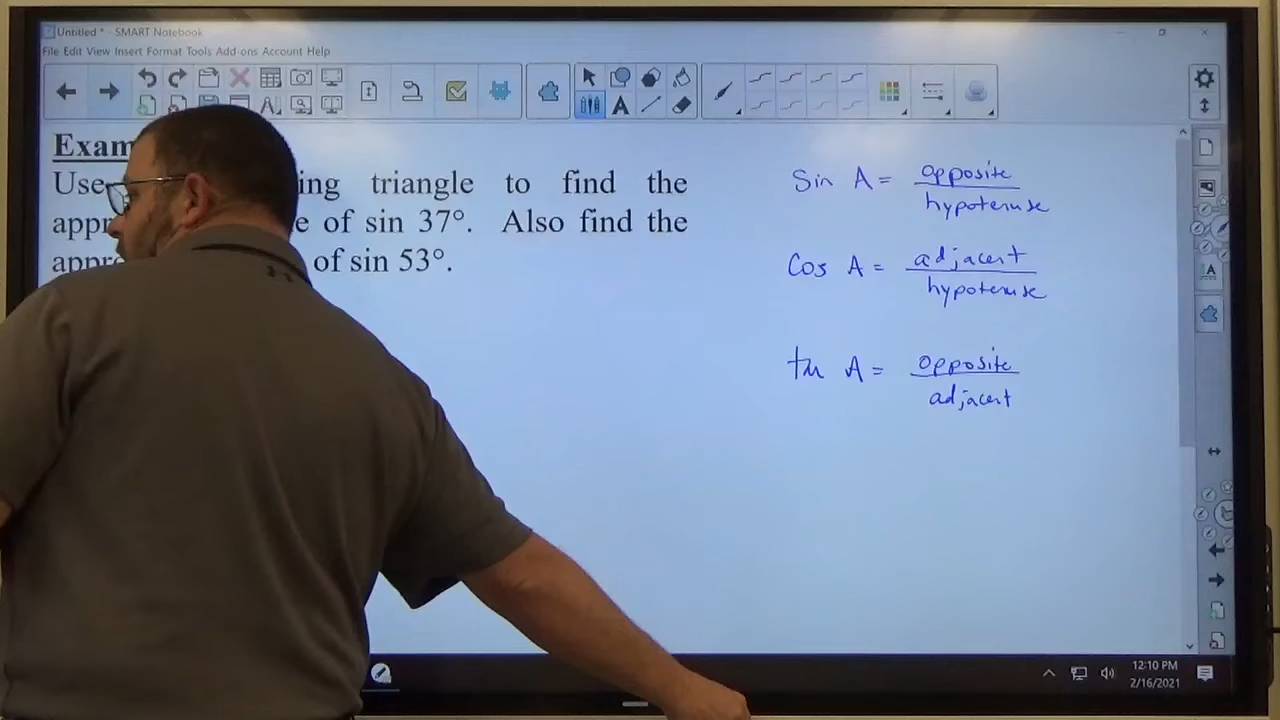 Untitled * - SMART Notebook
File Edit View Insert Format Tools Add-ons Account Help
Exam
Use ing triangle to find the
appr e of sin 37°. Also find the
appro of sin 53°.
Sin A = opposite
hypotenuse
Cos A = adjacent
hypotenuse
tan A = opposite
adjacent
12:10 PM
2/16/2021